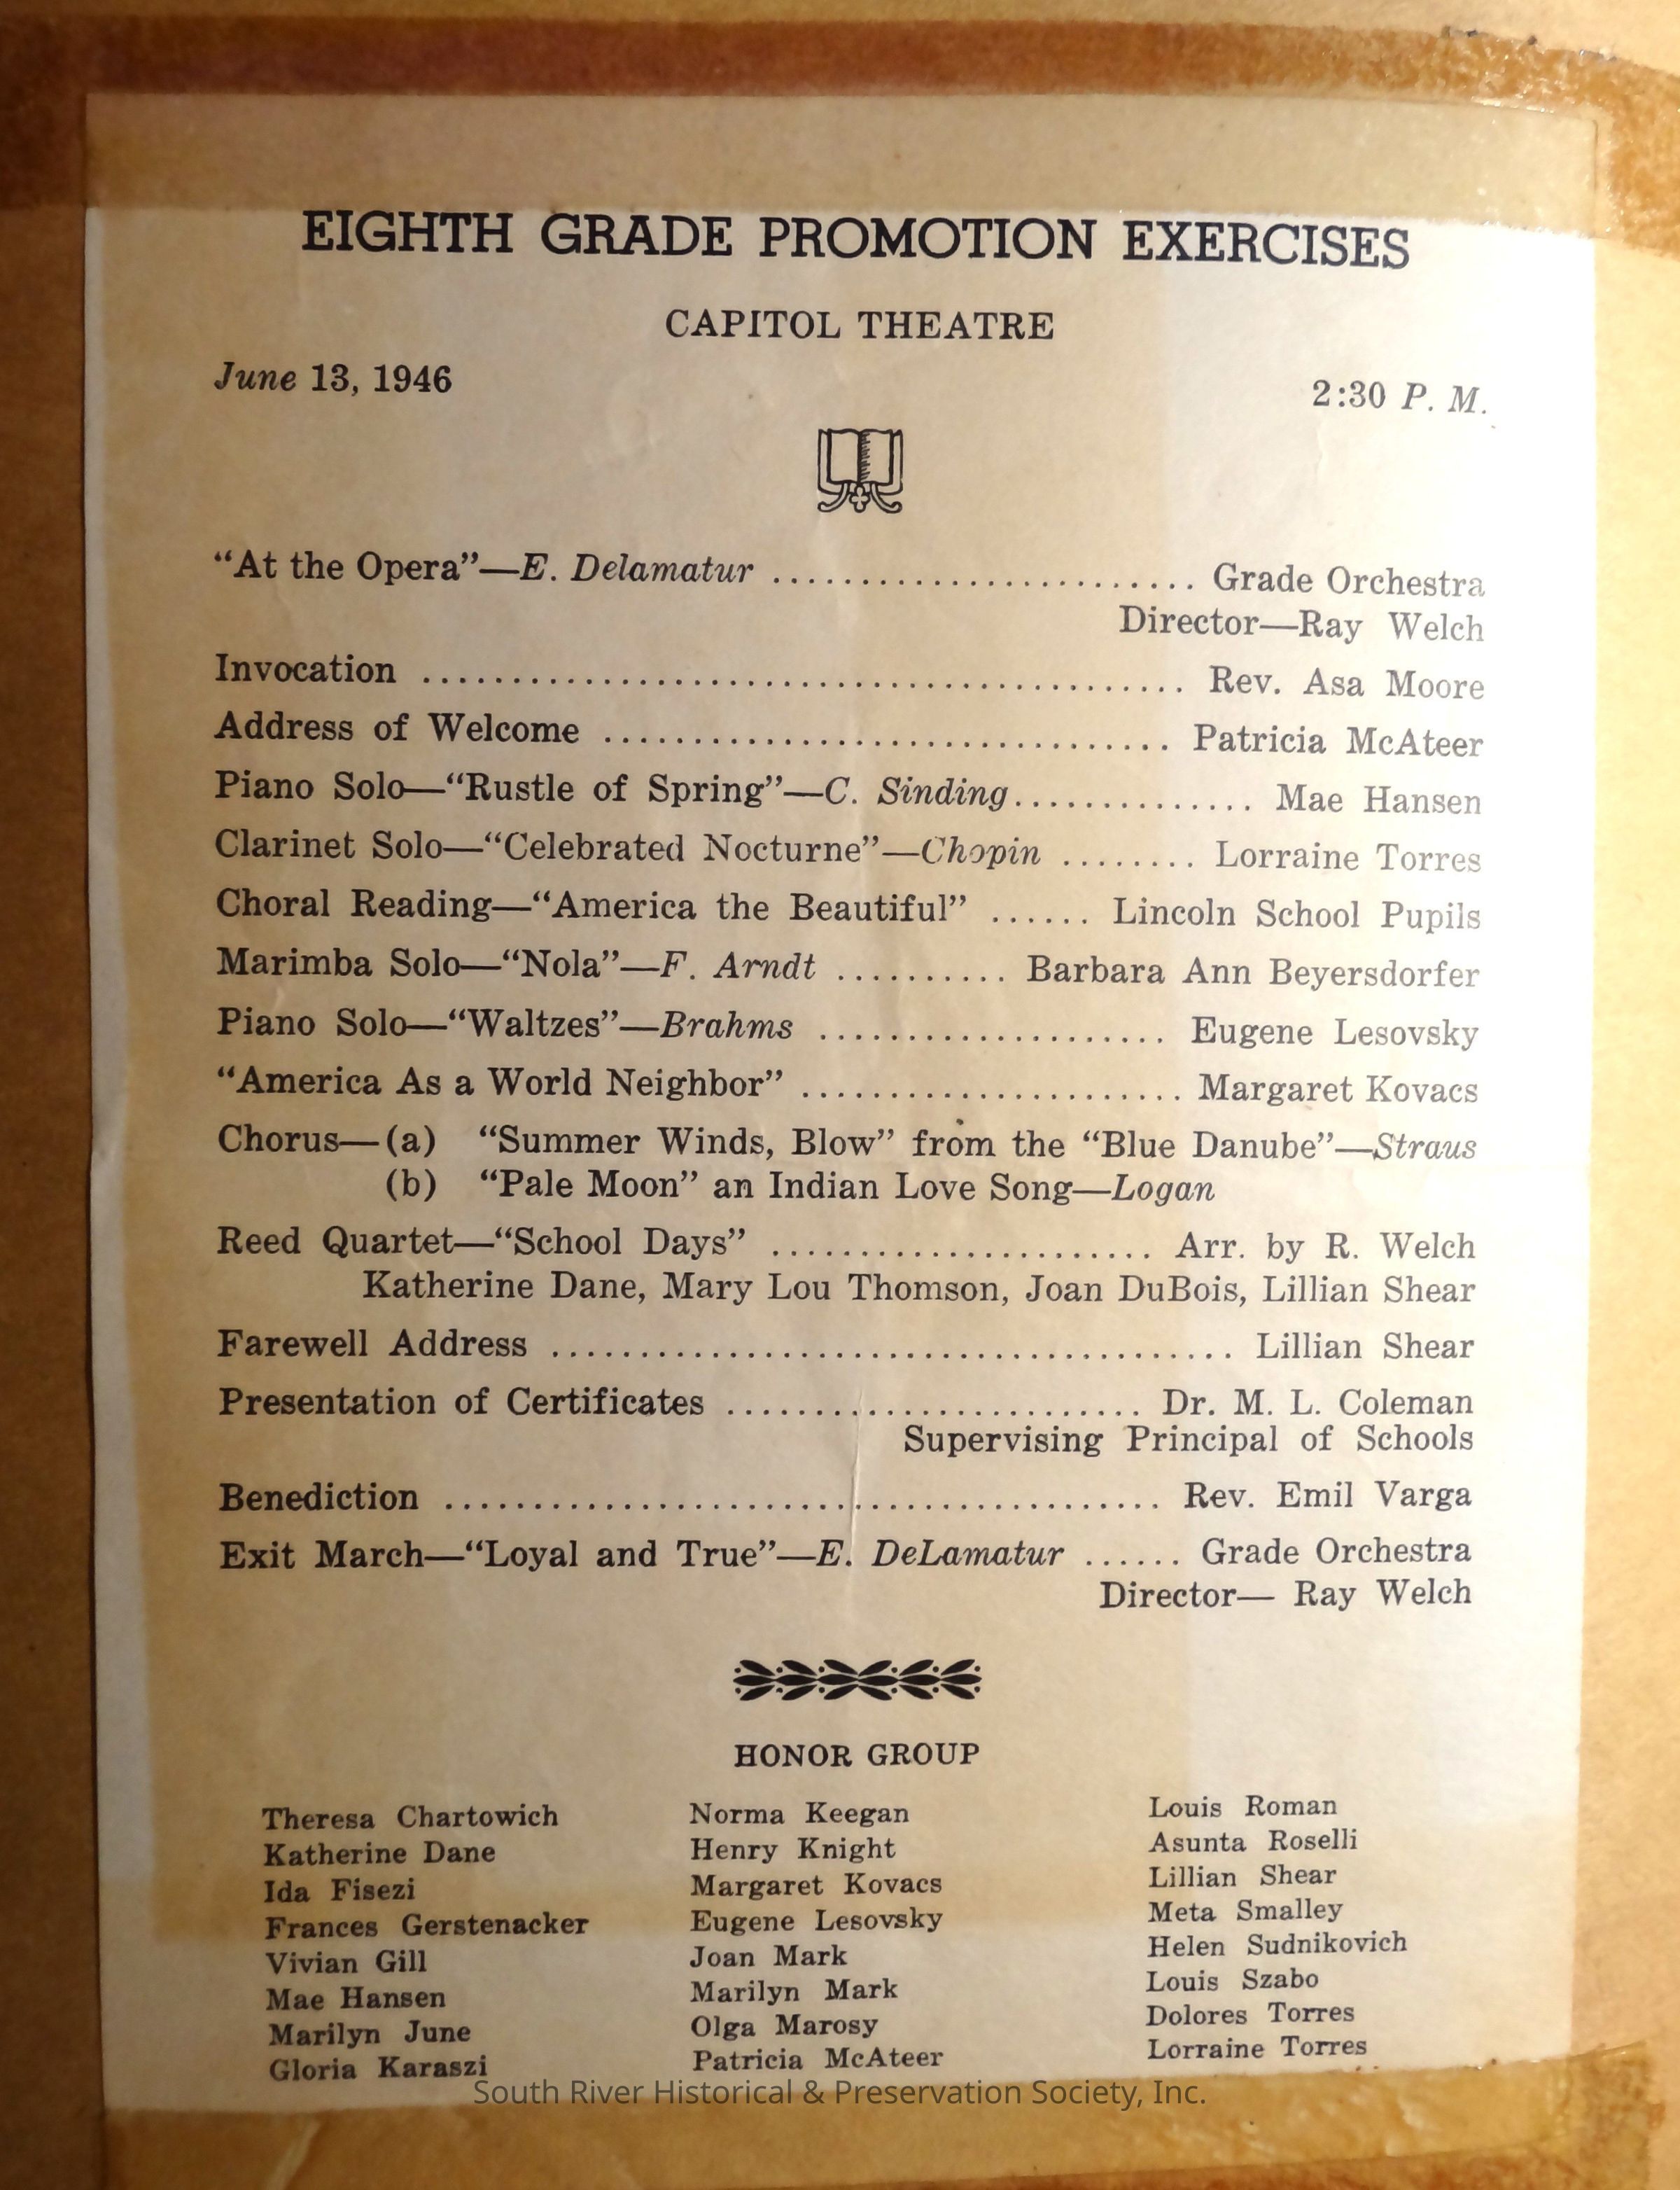 EIGHTH GRADE PROMOTION EXERCISES
CAPITOL THEATRE
June 13, 1946 2:30 P. M.
“At the Opera”—E. Delamatur ........................ Grade Orchestra
Director—Ray Welch
Invocation ........................................... Rev. Asa Moore
Address of Welcome ................................ Patricia McAteer
Piano Solo—“Rustle of Spring”—C. Sinding.............. Mae Hansen
Clarinet Solo—“Celebrated Nocturne”—Chopin ........ Lorraine Torres
Choral Reading—“America the Beautiful” ...... Lincoln School Pupils
Marimba Solo—“Nola”—F. Arndt .......... Barbara Ann Beyersdorfer
Piano Solo—“Waltzes”—Brahms .................... Eugene Lesovsky
“America As a World Neighbor” ...................... Margaret Kovacs
Chorus—(a) “Summer Winds, Blow” from the “Blue Danube”—Straus
(b) “Pale Moon” an Indian Love Song—Logan
Reed Quartet—“School Days” ...................... Arr. by R. Welch
Katherine Dane, Mary Lou Thomson, Joan DuBois, Lillian Shear
Farewell Address ....................................... Lillian Shear
Presentation of Certificates ........................ Dr. M. L. Coleman
Supervising Principal of Schools
Benediction ......................................... Rev. Emil Varga
Exit March—“Loyal and True”—E. DeLamatur ...... Grade Orchestra
Director— Ray Welch
HONOR GROUP
Theresa Chartowich
Katherine Dane
Ida Fisezi
Frances Gerstenacker
Vivian Gill
Mae Hansen
Marilyn June
Gloria Karaszi
Norma Keegan
Henry Knight
Margaret Kovacs
Eugene Lesovsky
Joan Mark
Marilyn Mark
Olga Marosy
Patricia McAteer
Louis Roman
Asunta Roselli
Lillian Shear
Meta Smalley
Helen Sudnikovich
Louis Szabo
Dolores Torres
Lorraine Torres
South River Historical & Preservation Society, Inc.